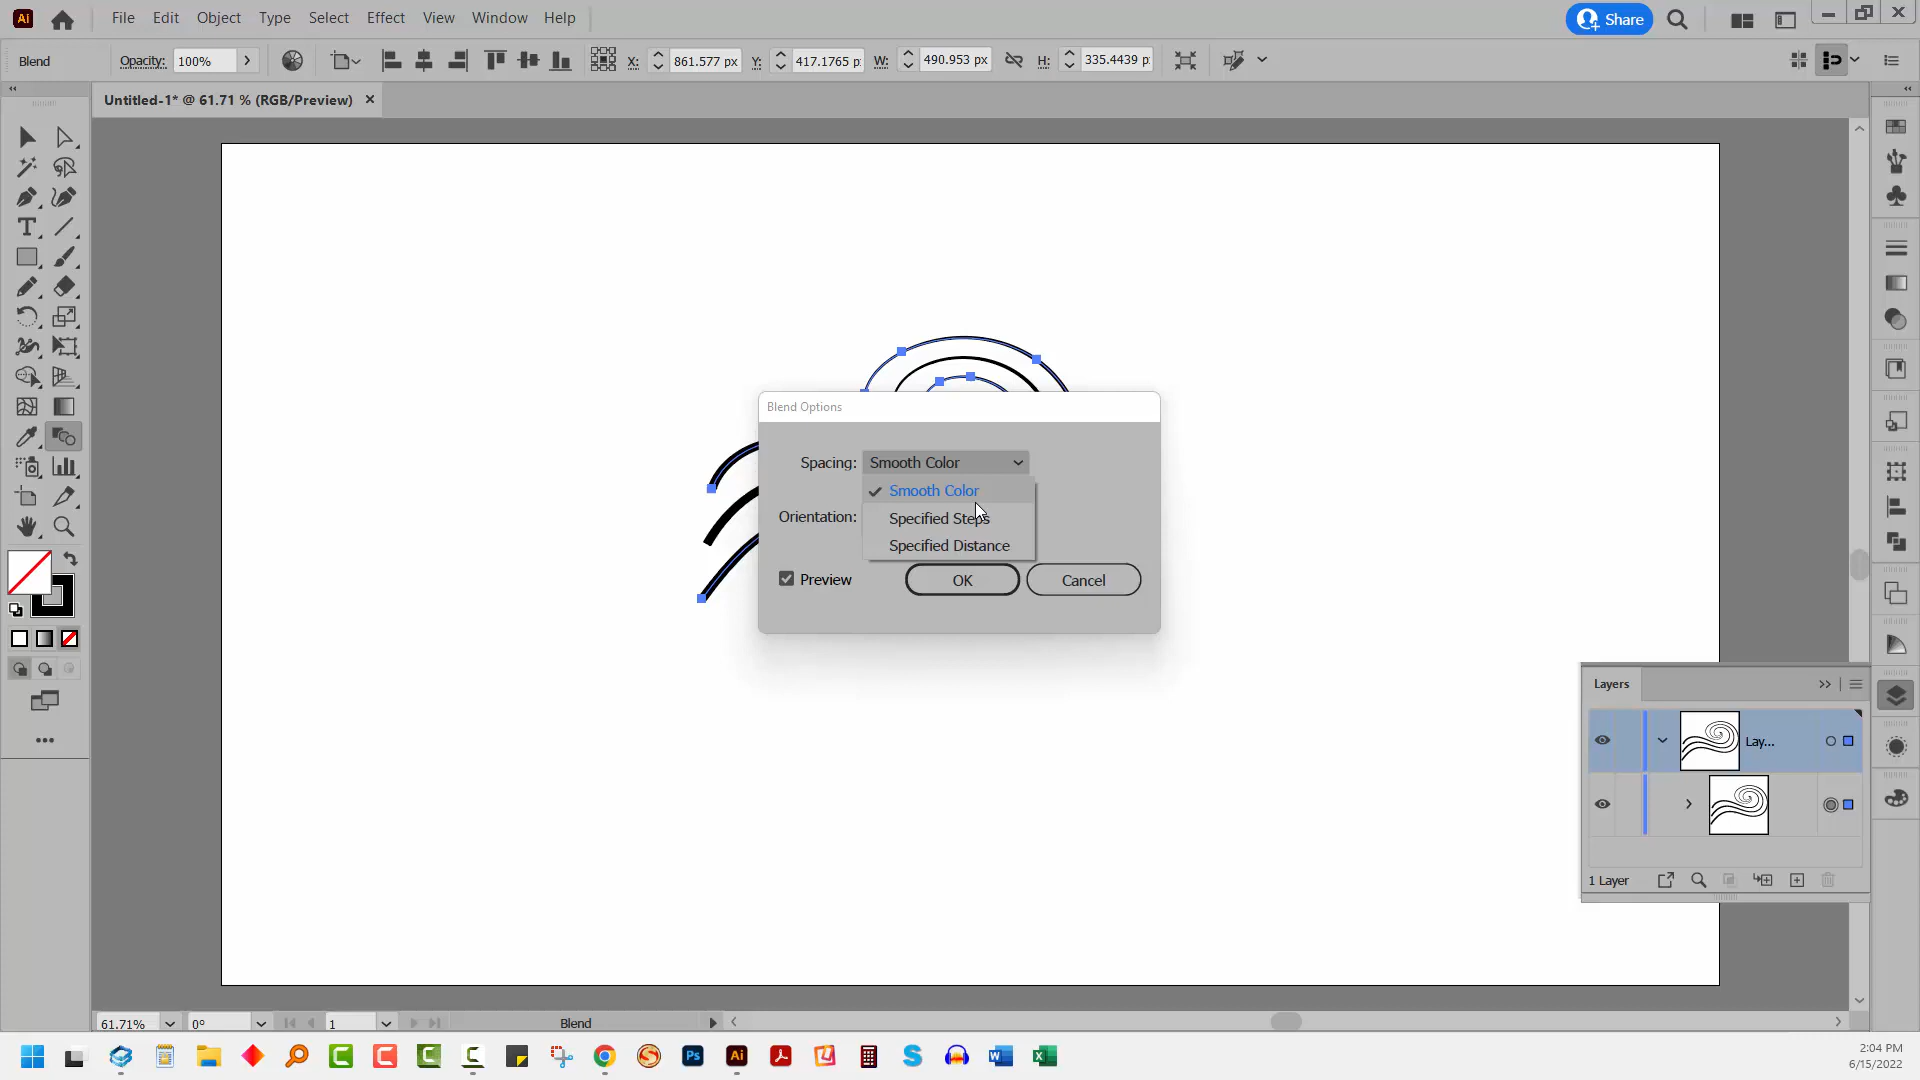 Ai File Edit Object Type Select Effect View Window Help Share
Blend Opacity: 100% X: 861.577 px Y: 417.1765 p W: 490.953 px H: 335.4439 p
Untitled-1* @ 61.71 % (RGB/Preview)
Blend Options
Spacing: Smooth Color
Smooth Color
Orientation: Specified Steps
Specified Distance
Preview OK Cancel
Layers
Lay...
1 Layer
61.71% 0° 1 Blend
Ps Ai
2:04 PM
6/15/2022